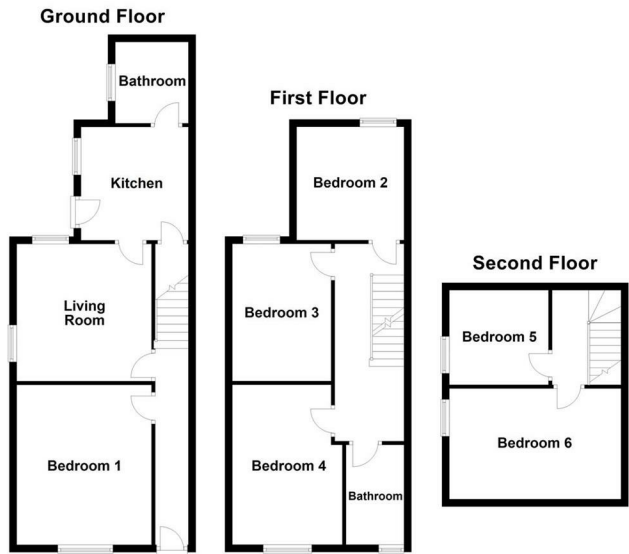 Ground Floor
Bathroom
Kitchen
Living
Room
Bedroom 1
First Floor
Bedroom 2
Bedroom 3
Bedroom 4
Bathroom
Second Floor
Bedroom 5
Bedroom 6